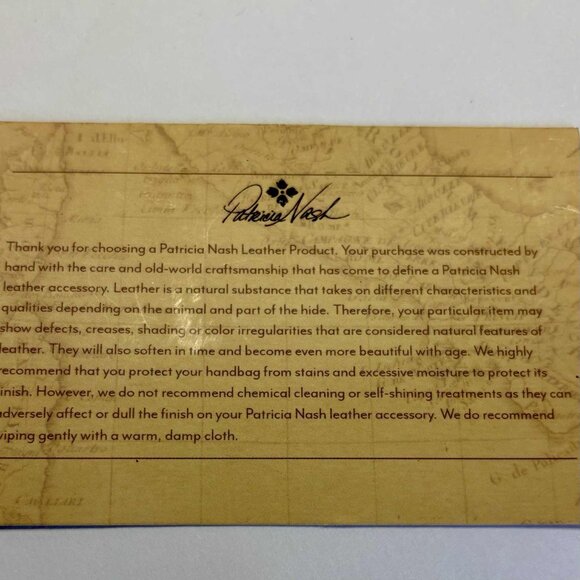 Patricia Nash
Thank you for choosing a Patricia Nash Leather Product. Your purchase was constructed by
hand with the care and old-world craftsmanship that has come to define a Patricia Nash
leather accessory. Leather is a natural substance that takes on different characteristics and
qualities depending on the animal and part of the hide. Therefore, your particular item may
show defects, creases, shading or color irregularities that are considered natural features of
leather. They will also soften in time and become even more beautiful with age. We highly
recommend that you protect your handbag from stains and excessive moisture to protect its
finish. However, we do not recommend chemical cleaning or self-shining treatments as they can
adversely affect or dull the finish on your Patricia Nash leather accessory. We do recommend
wiping gently with a warm, damp cloth.